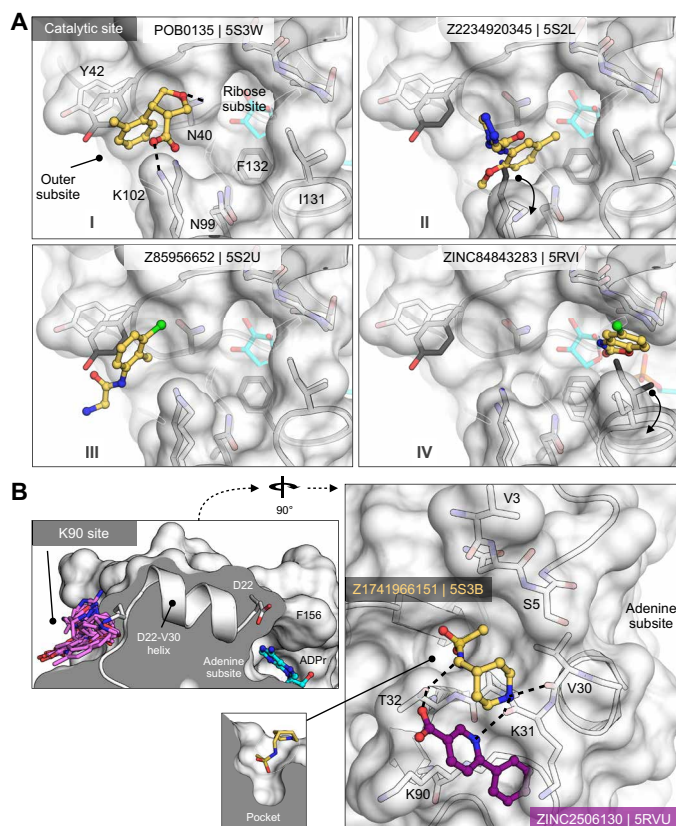 A
Catalytic site
POB0135 | 5S3W
Y42
Ribose
subsite
N40
F132
Outer
subsite
K102
I131
I
N99
Z2234920345 | 5S2L
II
Z85956652 | 5S2U
III
ZINC84843283 | 5RVI
IV
B
90°
K90 site
D22
D22-V30
helix
F156
Adenine
subsite
ADPr
Pocket
V3
Z1741966151 | 5S3B
S5
Adenine
subsite
T32
V30
K31
K90
ZINC2506130 | 5RVU